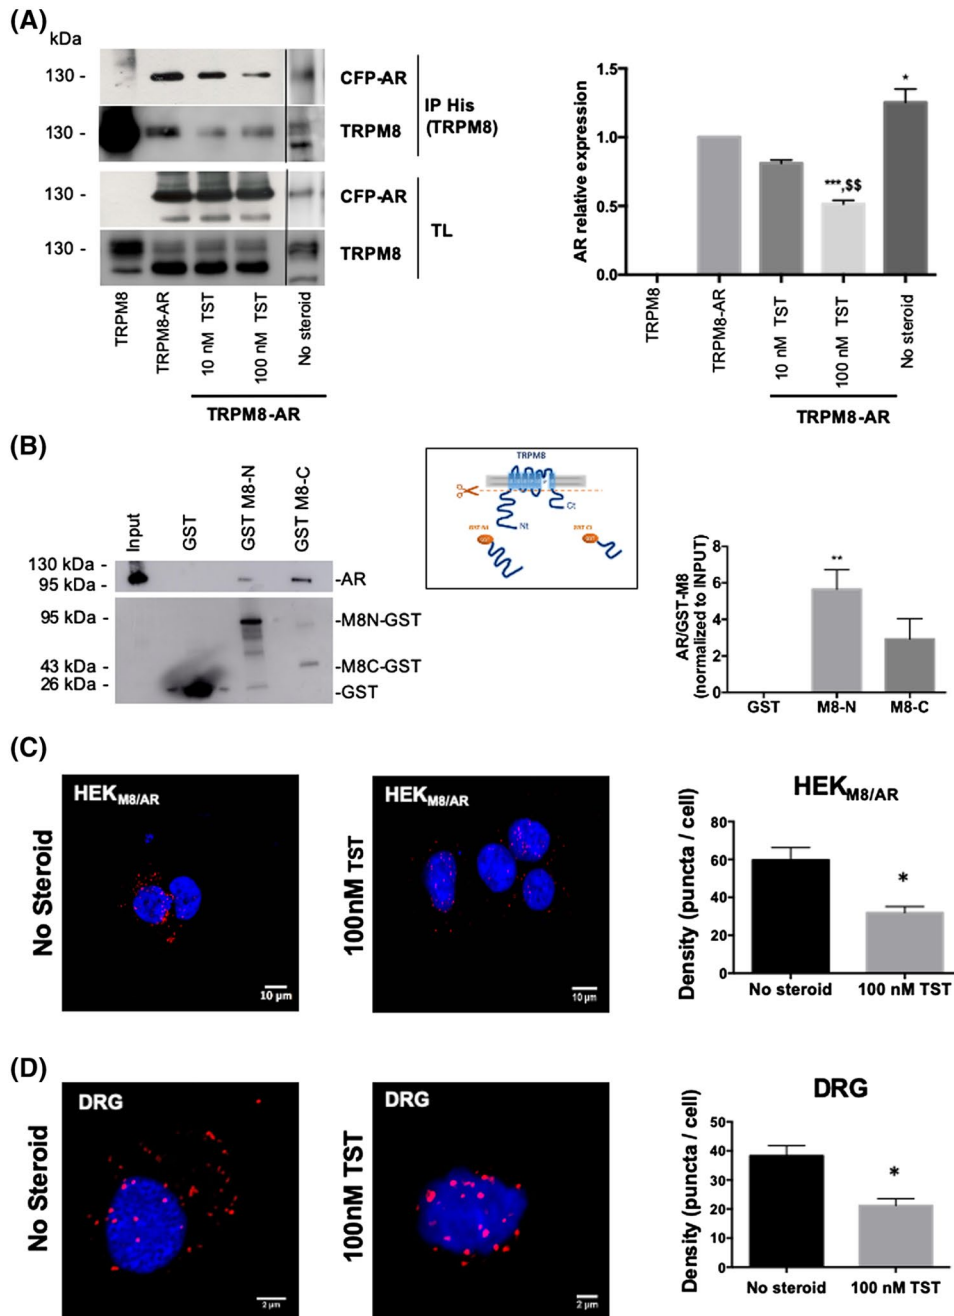 (A)
kDa
130 -
CFP-AR
130 -
TRPM8
IP His
(TRPM8)
130 -
CFP-AR
130 -
TRPM8
TL
TRPM8
TRPM8-AR
10 nM TST
100 nM TST
No steroid
TRPM8-AR
AR relative expression
1.5
1.0
0.5
0.0
*
***,$$
TRPM8
TRPM8-AR
10 nM TST
100 nM TST
No steroid
TRPM8-AR
(B)
Input
GST
GST M8-N
GST M8-C
130 kDa -
95 kDa -
-AR
95 kDa -
-M8N-GST
43 kDa -
-M8C-GST
26 kDa -
-GST
TRPM8
Nt
Ct
AR/GST-M8
(normalized to INPUT)
8
6
4
2
0
**
GST
M8-N
M8-C
(C)
No Steroid
HEKM8/AR
10 µm
100nM TST
HEKM8/AR
10 µm
HEKM8/AR
Density (puncta / cell)
80
60
40
20
0
*
No steroid
100 nM TST
(D)
No Steroid
DRG
2 µm
100nM TST
DRG
2 µm
DRG
Density (puncta / cell)
50
40
30
20
10
0
*
No steroid
100 nM TST